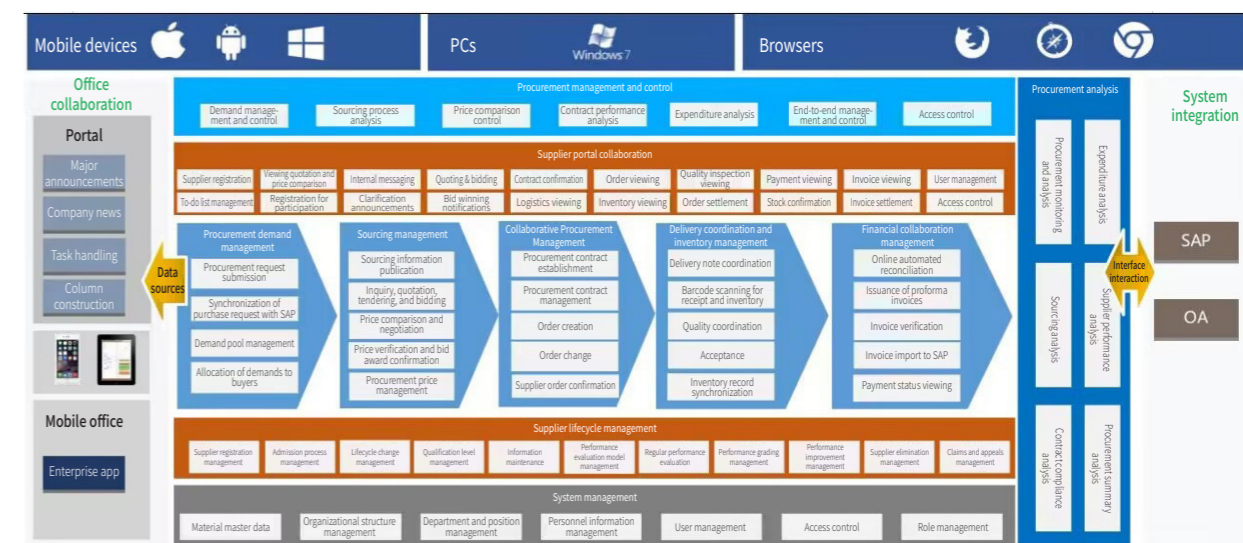 Mobile devices
PCs
Windows 7
Browsers
Office
collaboration
Portal
Major
announcements
Company news
Task handling
Column
construction
Mobile office
Enterprise app
Data
sources
Procurement management and control
Demand manage-
ment and control
Sourcing process
analysis
Price comparison
control
Contract performance
analysis
Expenditure analysis
End-to-end manage-
ment and control
Access control
Supplier portal collaboration
Supplier registration
Viewing quotation and
price comparison
Internal messaging
Quoting & bidding
Contract confirmation
Order viewing
Quality inspection
viewing
Payment viewing
Invoice viewing
User management
To-do list management
Registration for
participation
Clarification
announcements
Bid winning
notifications
Logistics viewing
Inventory viewing
Order settlement
Stock confirmation
Invoice settlement
Access control
Procurement demand
management
Procurement request
submission
Synchronization of
purchase request with SAP
Demand pool management
Allocation of demands to
buyers
Sourcing management
Sourcing information
publication
Inquiry, quotation,
tendering, and bidding
Price comparison and
negotiation
Price verification and bid
award confirmation
Procurement price
management
Collaborative Procurement
Management
Procurement contract
establishment
Procurement contract
management
Order creation
Order change
Supplier order confirmation
Delivery coordination and
inventory management
Delivery note coordination
Barcode scanning for
receipt and inventory
Quality coordination
Acceptance
Inventory record
synchronization
Financial collaboration
management
Online automated
reconciliation
Issuance of proforma
invoices
Invoice verification
Invoice import to SAP
Payment status viewing
Supplier lifecycle management
Supplier registration
management
Admission process
management
Lifecycle change
management
Qualification level
management
Information
maintenance
Performance
evaluation model
management
Regular performance
evaluation
Performance grading
management
Performance
improvement
management
Supplier elimination
management
Claims and appeals
management
System management
Material master data
Organizational structure
management
Department and position
management
Personnel information
management
User management
Access control
Role management
Procurement analysis
Procurement monitoring
and analysis
Expenditure analysis
Sourcing analysis
Supplier performance
analysis
Contract compliance
analysis
Procurement summary
analysis
Interface
interaction
System
integration
SAP
OA